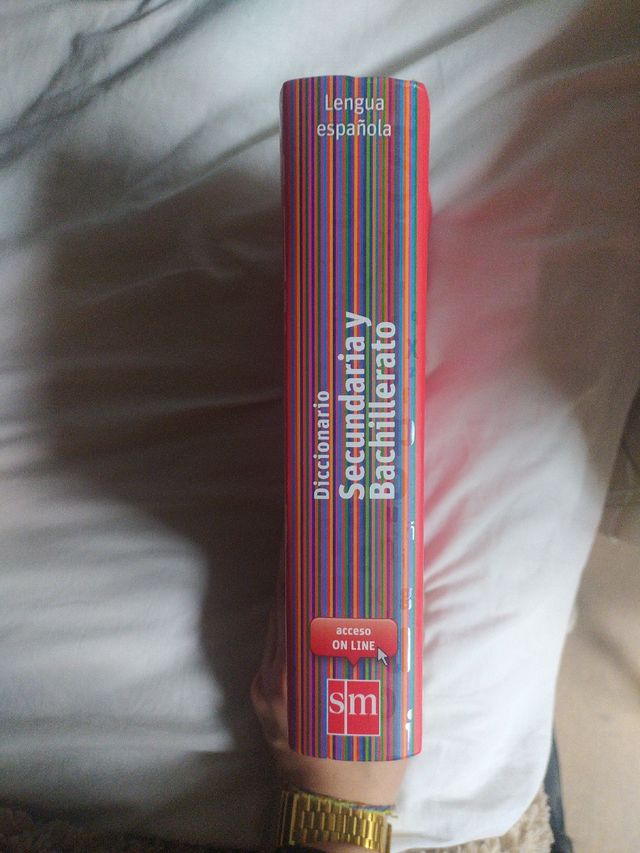 Lengua
española
Diccionario
Secundaria y
Bachillerato
acceso
ON LINE
sm